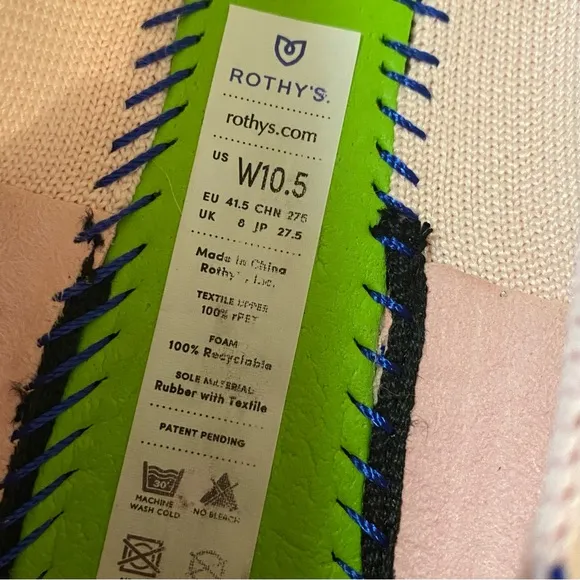 ROTHY'S.
rothys.com
US W10.5
EU 41.5 CHN 275
UK 8 JP 27.5
Made in China
Rothy's, Inc.
TEXTILE UPPER
100% rPET
FOAM
100% Recyclable
SOLE MATERIAL
Rubber with Textile
PATENT PENDING
30°
MACHINE
WASH COLD
NO BLEACH